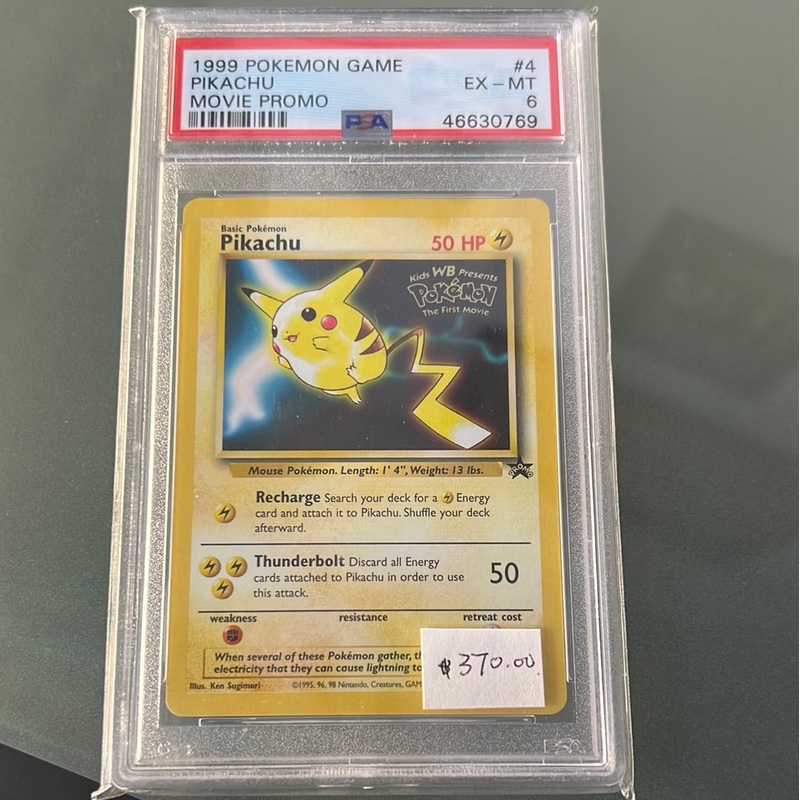 1999 POKEMON GAME #4
PIKACHU EX - MT
MOVIE PROMO 6
PSA
46630769
Basic Pokémon
Pikachu 50 HP
Kids WB Presents
POKéMON
The First Movie
Mouse Pokémon. Length: 1' 4", Weight: 13 lbs.
PROMO
Recharge Search your deck for a Energy
card and attach it to Pikachu. Shuffle your deck
afterward.
Thunderbolt Discard all Energy
cards attached to Pikachu in order to use
this attack.
50
weakness resistance retreat cost
When several of these Pokémon gather,
electricity that they can cause lightning to
$370.00
Illus. Ken Sugimori ©1995, 96, 98 Nintendo, Creatures, GAM
PSA